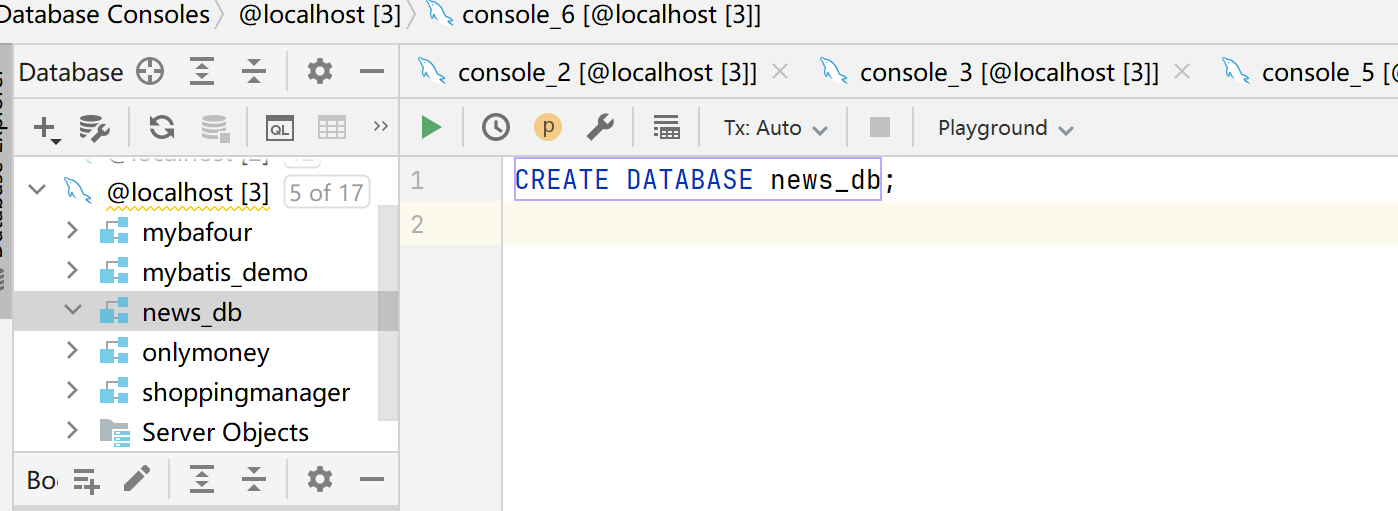 Database Consoles @localhost [3] console_6 [@localhost [3]]
Database
console_2 [@localhost [3]] console_3 [@localhost [3]] console_5 [@
QL
p
Tx: Auto
Playground
@localhost [3] 5 of 17
mybafour
mybatis_demo
news_db
onlymoney
shoppingmanager
Server Objects
Bo
1 CREATE DATABASE news_db;
2